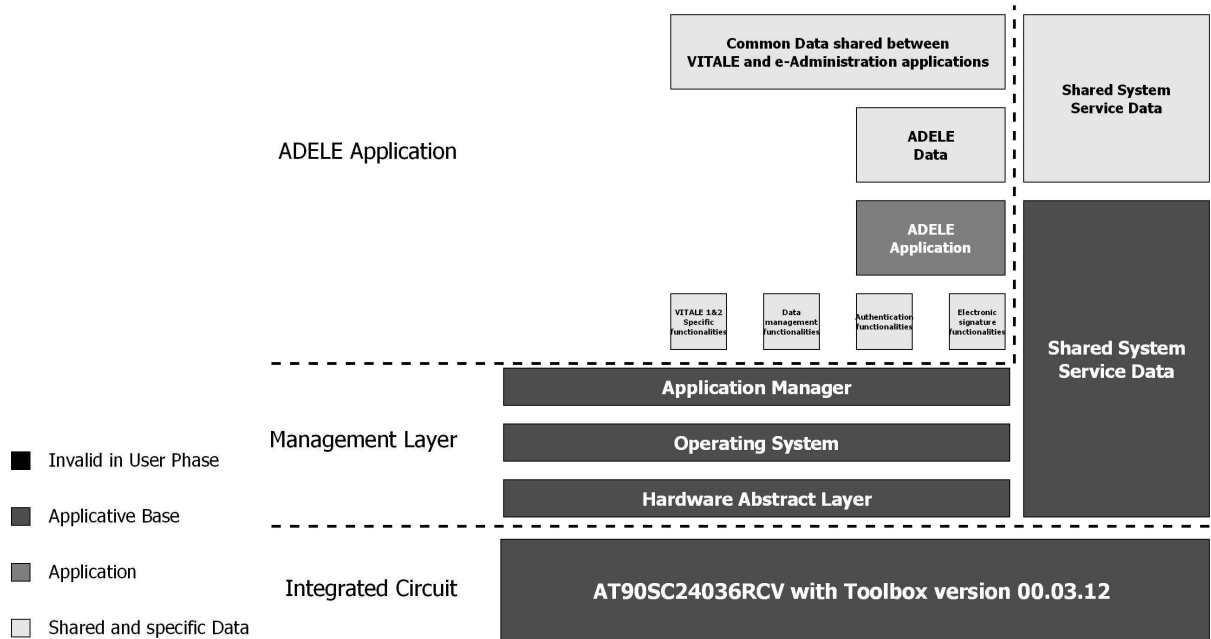 Common Data shared between
VITALE and e-Administration applications
Shared System
Service Data
ADELE Application
ADELE
Data
ADELE
Application
VITALE 1&2
Specific
functionalities
Data
management
functionalities
Authentication
functionalities
Electronic
signature
functionalities
Shared System
Service Data
Application Manager
Management Layer
Operating System
Hardware Abstract Layer
Integrated Circuit
AT90SC24036RCV with Toolbox version 00.03.12
Invalid in User Phase
Applicative Base
Application
Shared and specific Data